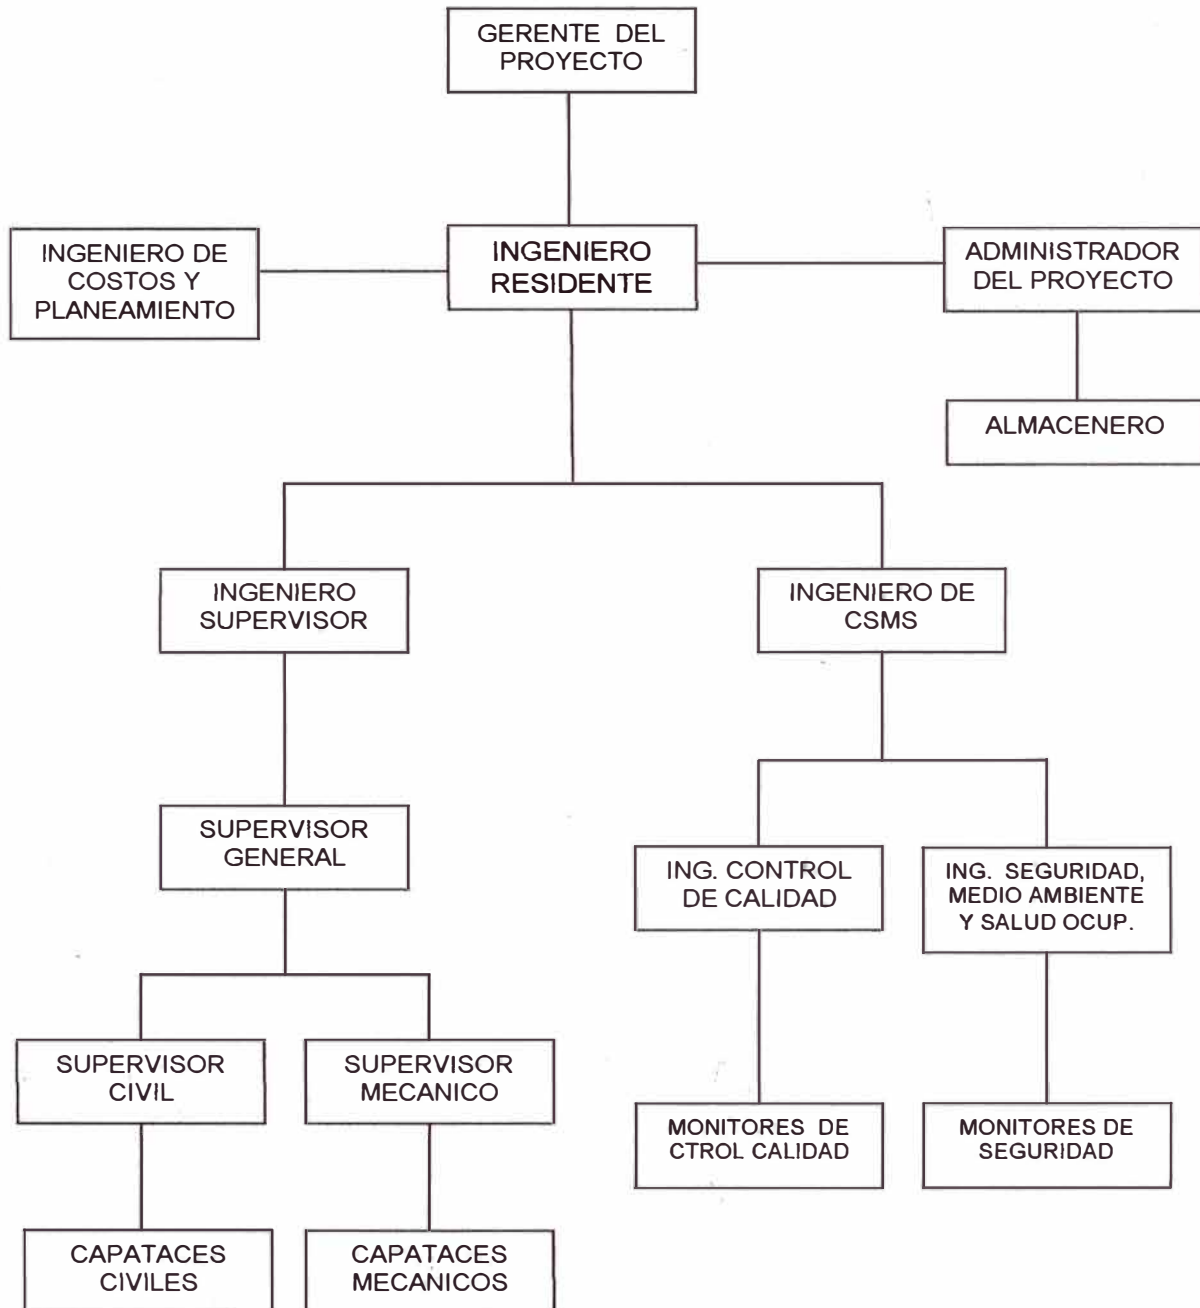 GERENTE DEL
PROYECTO
INGENIERO DE
COSTOS Y
PLANEAMIENTO
INGENIERO
RESIDENTE
ADMINISTRADOR
DEL PROYECTO
ALMACENERO
INGENIERO
SUPERVISOR
INGENIERO DE
CSMS
SUPERVISOR
GENERAL
ING. CONTROL
DE CALIDAD
ING. SEGURIDAD,
MEDIO AMBIENTE
Y SALUD OCUP.
SUPERVISOR
CIVIL
SUPERVISOR
MECANICO
MONITORES DE
CTROL CALIDAD
MONITORES DE
SEGURIDAD
CAPATACES
CIVILES
CAPATACES
MECANICOS